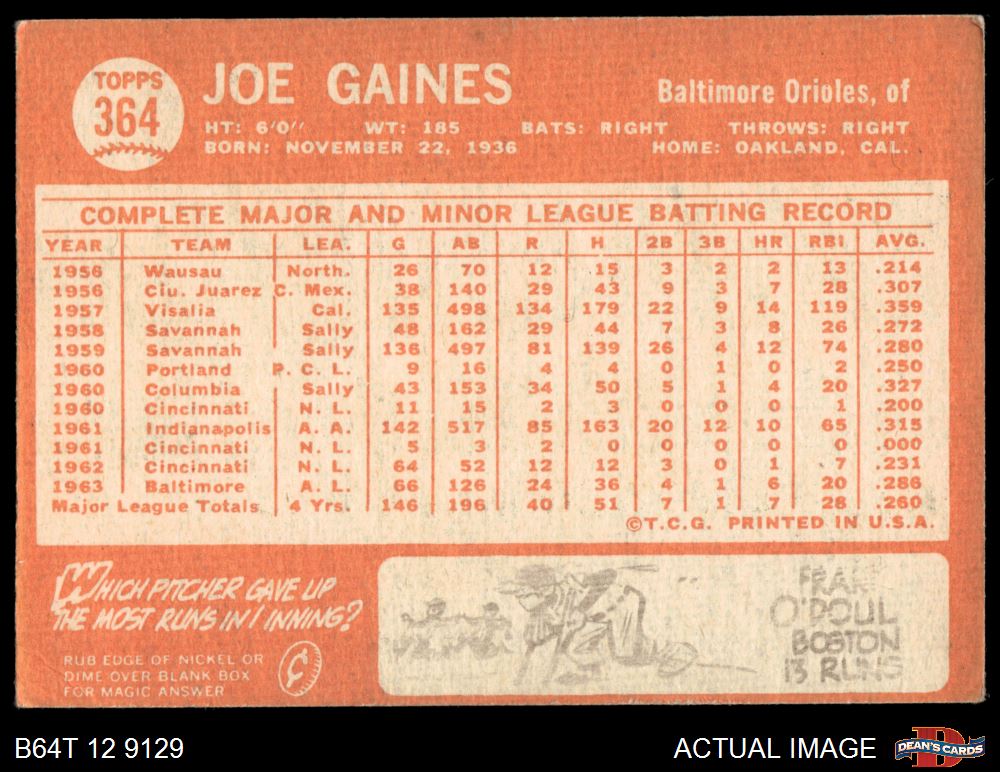 TOPPS
364
JOE GAINES
Baltimore Orioles, of
HT: 6'0" WT: 185 BATS: RIGHT THROWS: RIGHT
BORN: NOVEMBER 22, 1936 HOME: OAKLAND, CAL.
COMPLETE MAJOR AND MINOR LEAGUE BATTING RECORD
YEAR TEAM LEA. G AB R H 2B 3B HR RBI AVG.
1956 Wausau North. 26 70 12 15 3 2 2 13 .214
1956 Ciu. Juarez C. Mex. 38 140 29 43 9 3 7 28 .307
1957 Visalia Cal. 135 498 134 179 22 9 14 119 .359
1958 Savannah Sally 48 162 29 44 7 3 8 26 .272
1959 Savannah Sally 136 497 81 139 26 4 12 74 .280
1960 Portland P. C. L. 9 16 4 4 0 1 0 2 .250
1960 Columbia Sally 43 153 34 50 5 1 4 20 .327
1960 Cincinnati N. L. 11 15 2 3 0 0 0 1 .200
1961 Indianapolis A. A. 142 517 85 163 20 12 10 65 .315
1961 Cincinnati N. L. 5 3 2 0 0 0 0 0 .000
1962 Cincinnati N. L. 64 52 12 12 3 0 1 7 .231
1963 Baltimore A. L. 66 126 24 36 4 1 6 20 .286
Major League Totals 4 Yrs. 146 196 40 51 7 1 7 28 .260
©T.C.G. PRINTED IN U.S.A.
WHICH PITCHER GAVE UP
THE MOST RUNS IN 1 INNING?
RUB EDGE OF NICKEL OR
DIME OVER BLANK BOX
FOR MAGIC ANSWER
FRANK
O'DOUL
BOSTON
13 RUNS
B64T 12 9129
ACTUAL IMAGE
D
DEAN'S CARDS